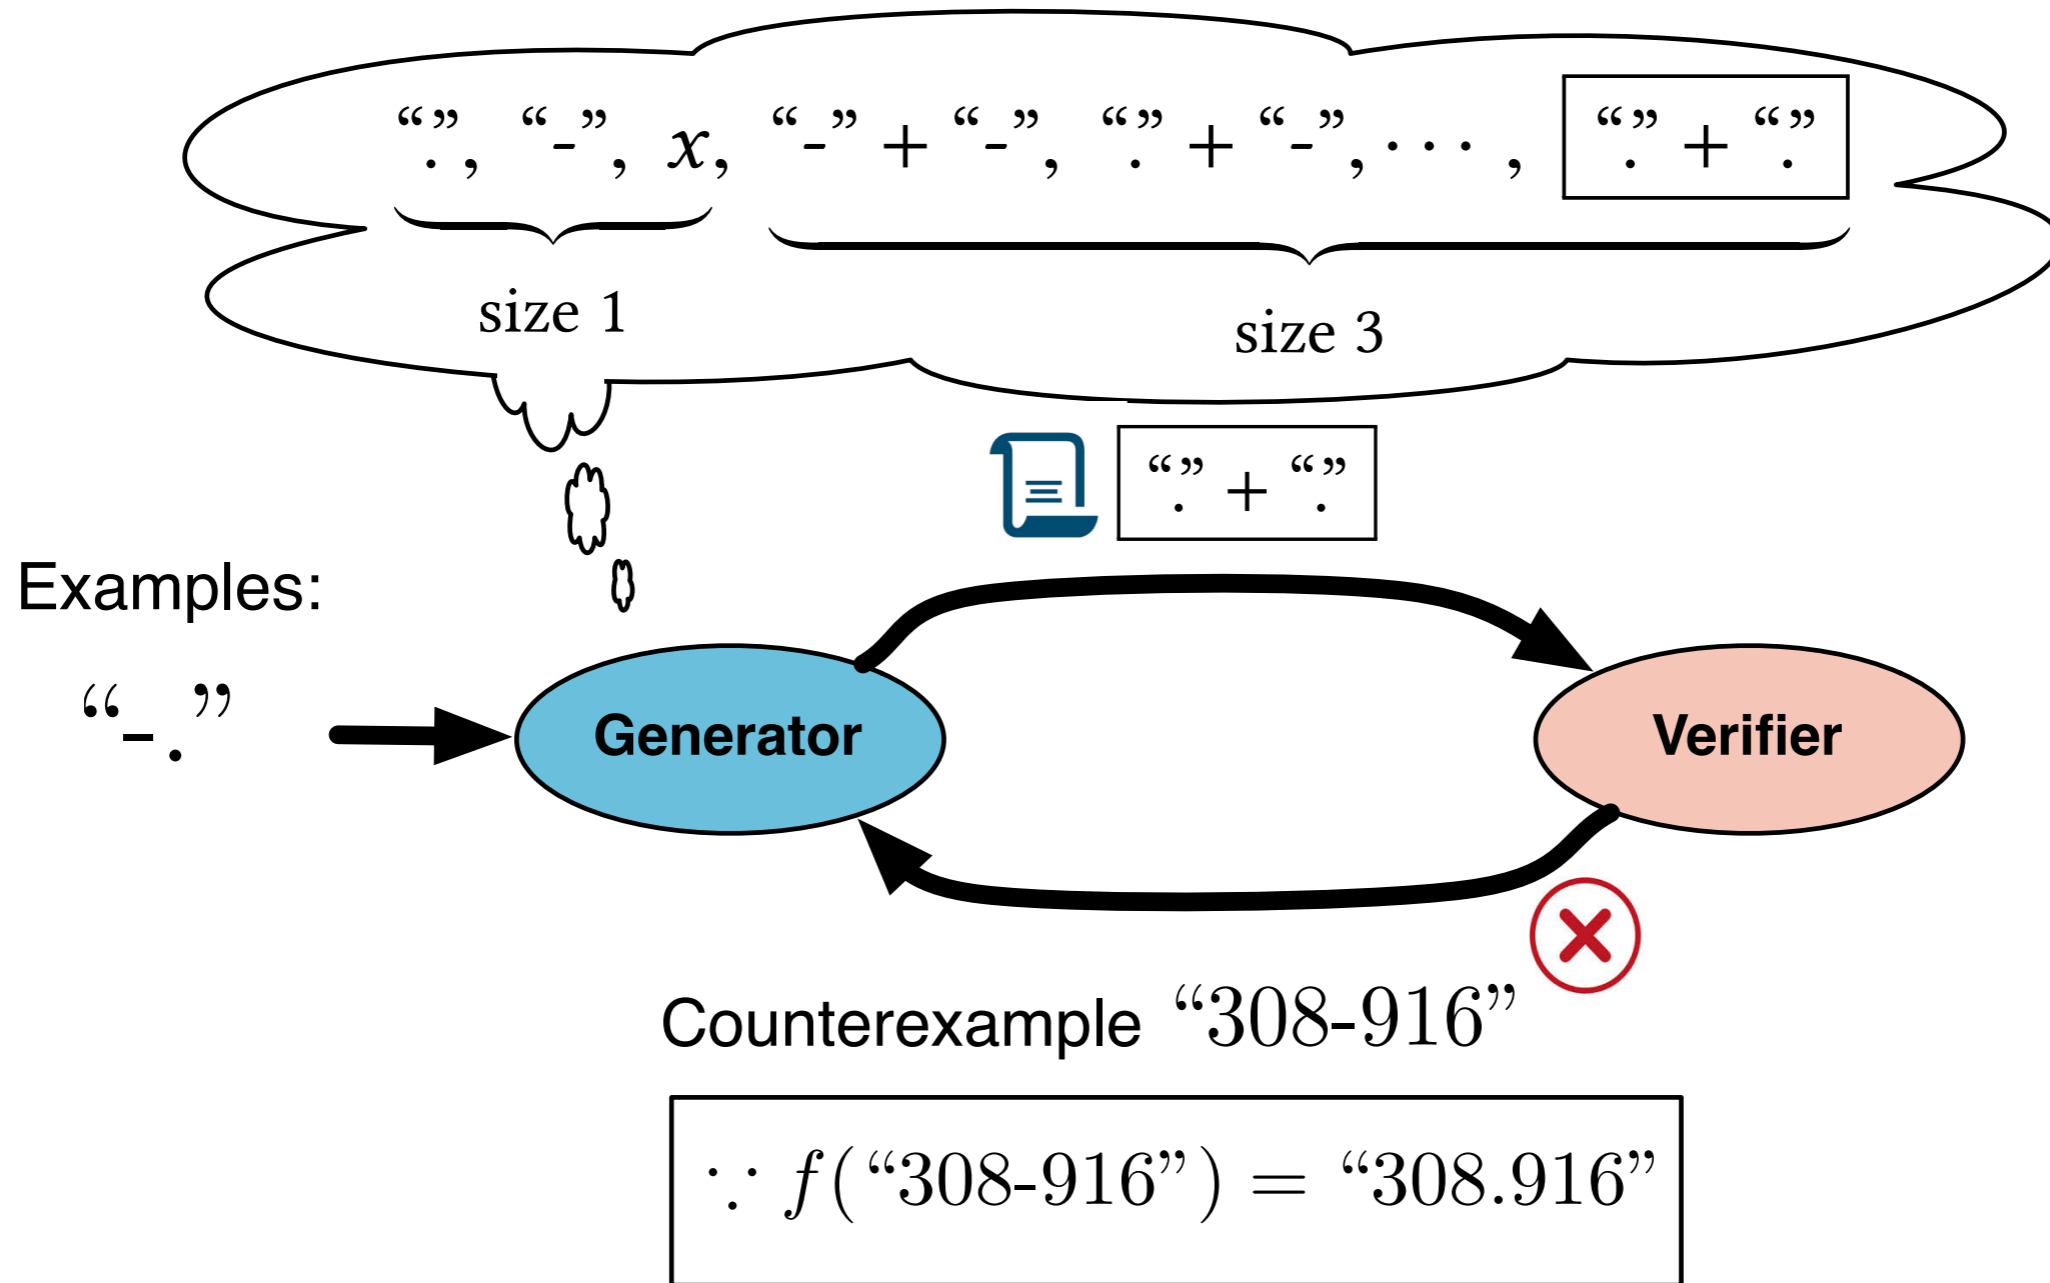 “.”, “-”, x, “-” + “-”, “.” + “-”, · · · , “.” + “.”
size 1
size 3
“.” + “.”
Examples:
“-.”
Generator
Verifier
Counterexample “308-916”
∵ f(“308-916”) = “308.916”